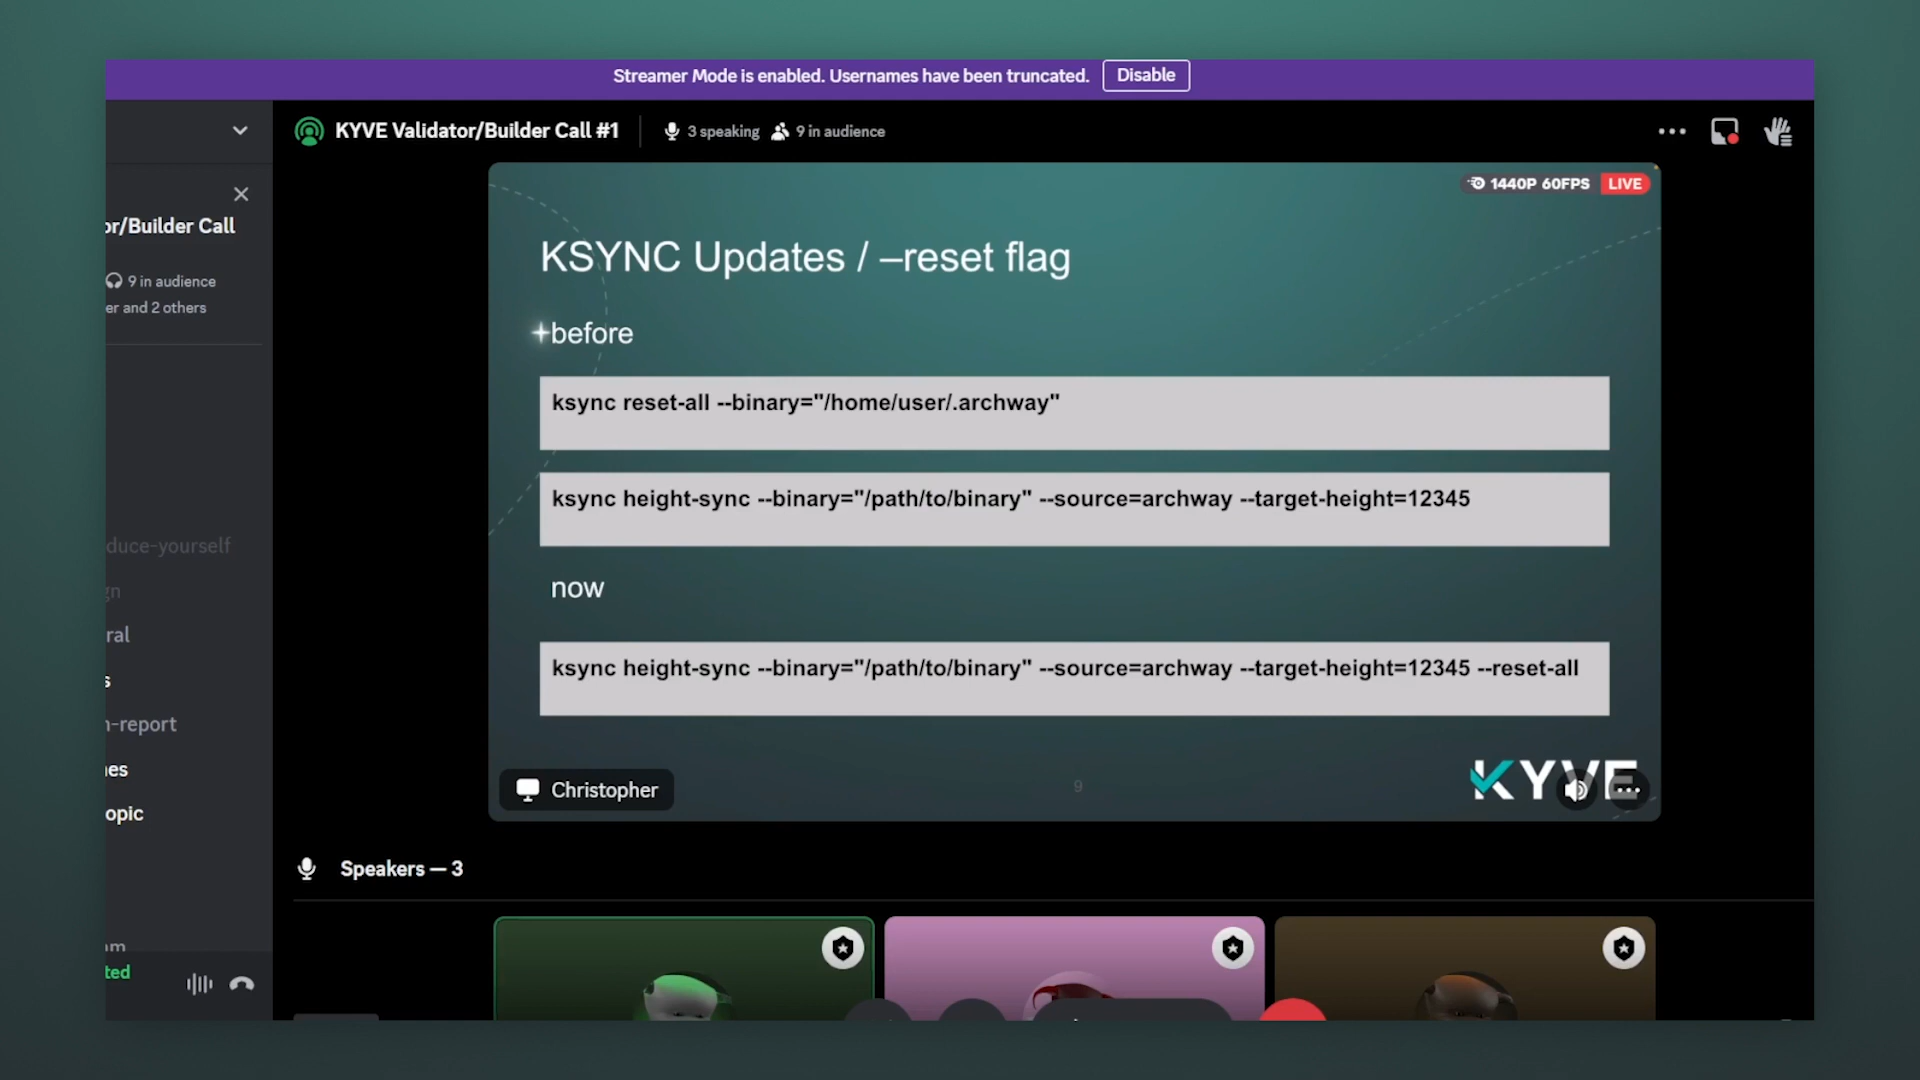 Streamer Mode is enabled. Usernames have been truncated. Disable
KYVE Validator/Builder Call #1 3 speaking 9 in audience
1440P 60FPS LIVE
or/Builder Call
9 in audience
er and 2 others
duce-yourself
gn
ral
s
n-report
es
opic
am
ted
KSYNC Updates / –reset flag
before
ksync reset-all --binary="/home/user/.archway"
ksync height-sync --binary="/path/to/binary" --source=archway --target-height=12345
now
ksync height-sync --binary="/path/to/binary" --source=archway --target-height=12345 --reset-all
Christopher
9
KYVE
Speakers — 3